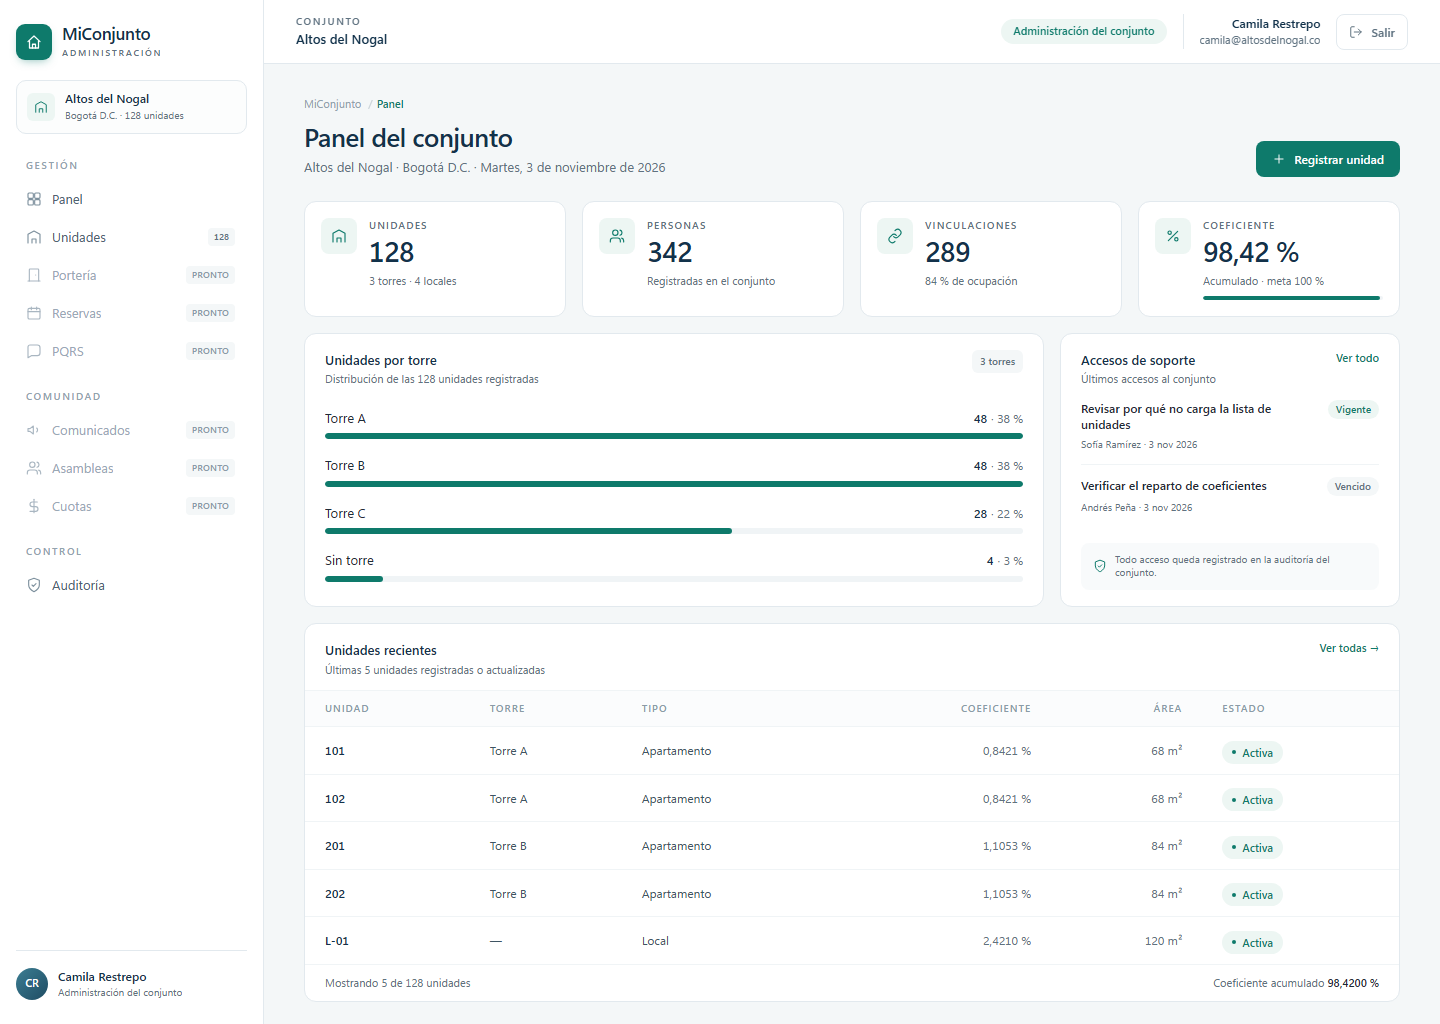 MiConjunto
ADMINISTRACIÓN
Altos del Nogal
Bogotá D.C. · 128 unidades
GESTIÓN
Panel
Unidades 128
Portería PRONTO
Reservas PRONTO
PQRS PRONTO
COMUNIDAD
Comunicados PRONTO
Asambleas PRONTO
Cuotas PRONTO
CONTROL
Auditoría
CR
Camila Restrepo
Administración del conjunto
CONJUNTO
Altos del Nogal
Administración del conjunto
Camila Restrepo
camila@altosdelnogal.co
Salir
MiConjunto / Panel
Panel del conjunto
Altos del Nogal · Bogotá D.C. · Martes, 3 de noviembre de 2026
Registrar unidad
UNIDADES
128
3 torres · 4 locales
PERSONAS
342
Registradas en el conjunto
VINCULACIONES
289
84 % de ocupación
COEFICIENTE
98,42 %
Acumulado · meta 100 %
Unidades por torre
3 torres
Distribución de las 128 unidades registradas
Torre A 48 · 38 %
Torre B 48 · 38 %
Torre C 28 · 22 %
Sin torre 4 · 3 %
Accesos de soporte
Ver todo
Últimos accesos al conjunto
Revisar por qué no carga la lista de
unidades
Vigente
Sofía Ramírez · 3 nov 2026
Verificar el reparto de coeficientes
Vencido
Andrés Peña · 3 nov 2026
Todo acceso queda registrado en la auditoría del
conjunto.
Unidades recientes
Ver todas →
Últimas 5 unidades registradas o actualizadas
UNIDAD TORRE TIPO COEFICIENTE ÁREA ESTADO
101 Torre A Apartamento 0,8421 % 68 m² Activa
102 Torre A Apartamento 0,8421 % 68 m² Activa
201 Torre B Apartamento 1,1053 % 84 m² Activa
202 Torre B Apartamento 1,1053 % 84 m² Activa
L-01 — Local 2,4210 % 120 m² Activa
Mostrando 5 de 128 unidades
Coeficiente acumulado 98,4200 %